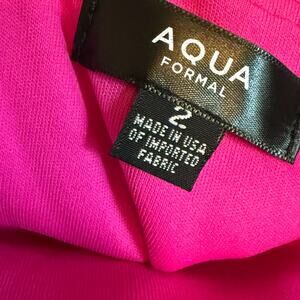 AQUA
FORMAL
2
MADE IN USA
OF IMPORTED
FABRIC